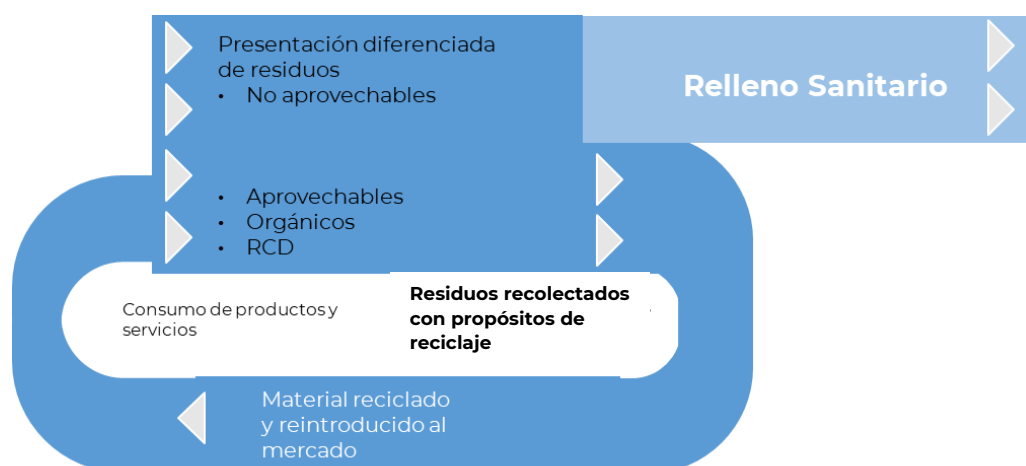 Presentación diferenciada
de residuos
• No aprovechables
Relleno Sanitario
• Aprovechables
• Orgánicos
• RCD
Consumo de productos y
servicios
Residuos recolectados
con propósitos de
reciclaje
Material reciclado
y reintroducido al
mercado